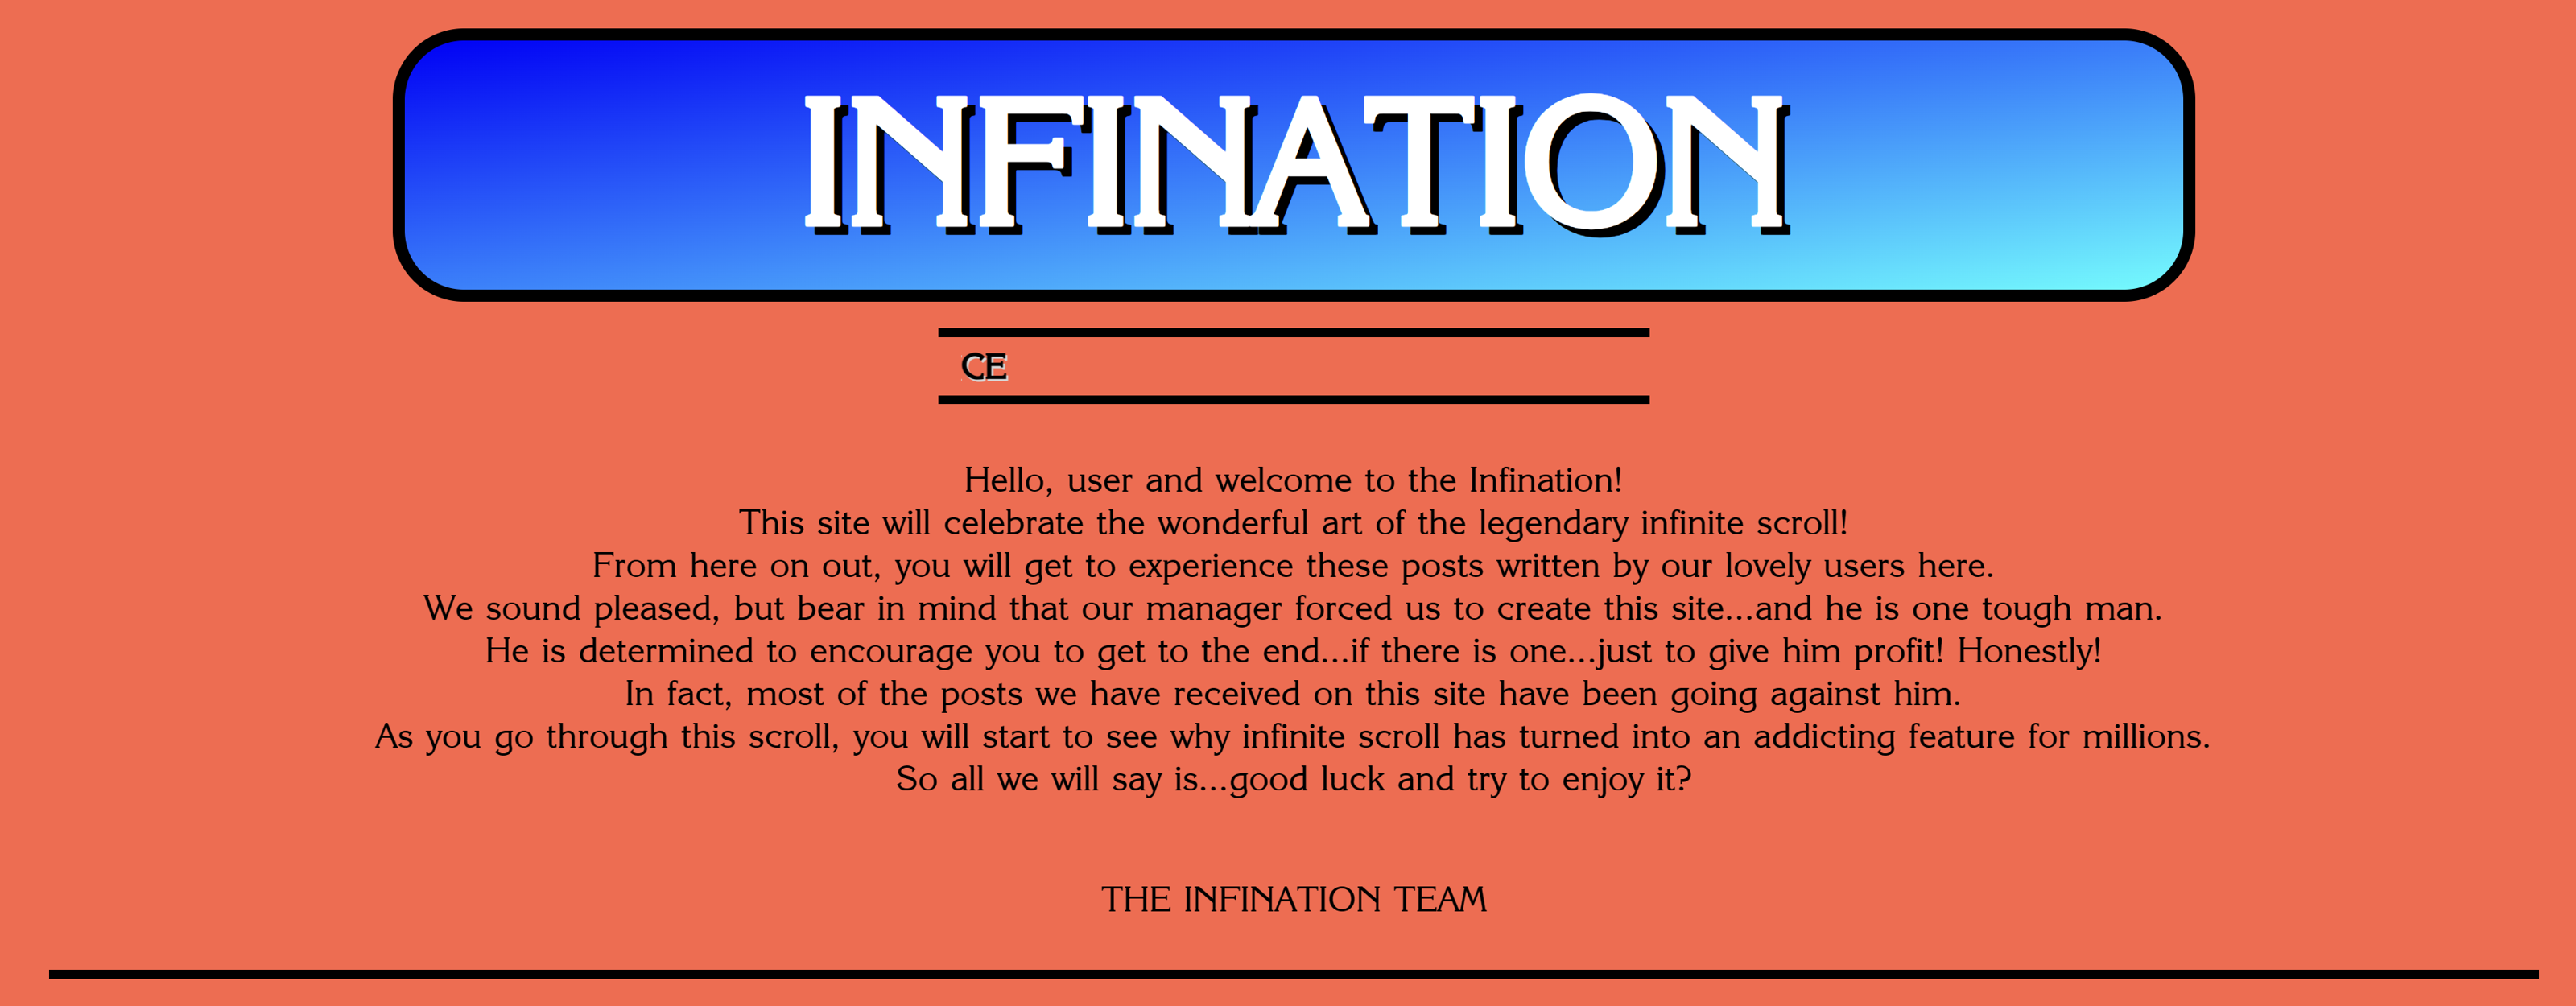 INFINATION
CE
Hello, user and welcome to the Infination!
This site will celebrate the wonderful art of the legendary infinite scroll!
From here on out, you will get to experience these posts written by our lovely users here.
We sound pleased, but bear in mind that our manager forced us to create this site...and he is one tough man.
He is determined to encourage you to get to the end...if there is one...just to give him profit! Honestly!
In fact, most of the posts we have received on this site have been going against him.
As you go through this scroll, you will start to see why infinite scroll has turned into an addicting feature for millions.
So all we will say is...good luck and try to enjoy it?
THE INFINATION TEAM